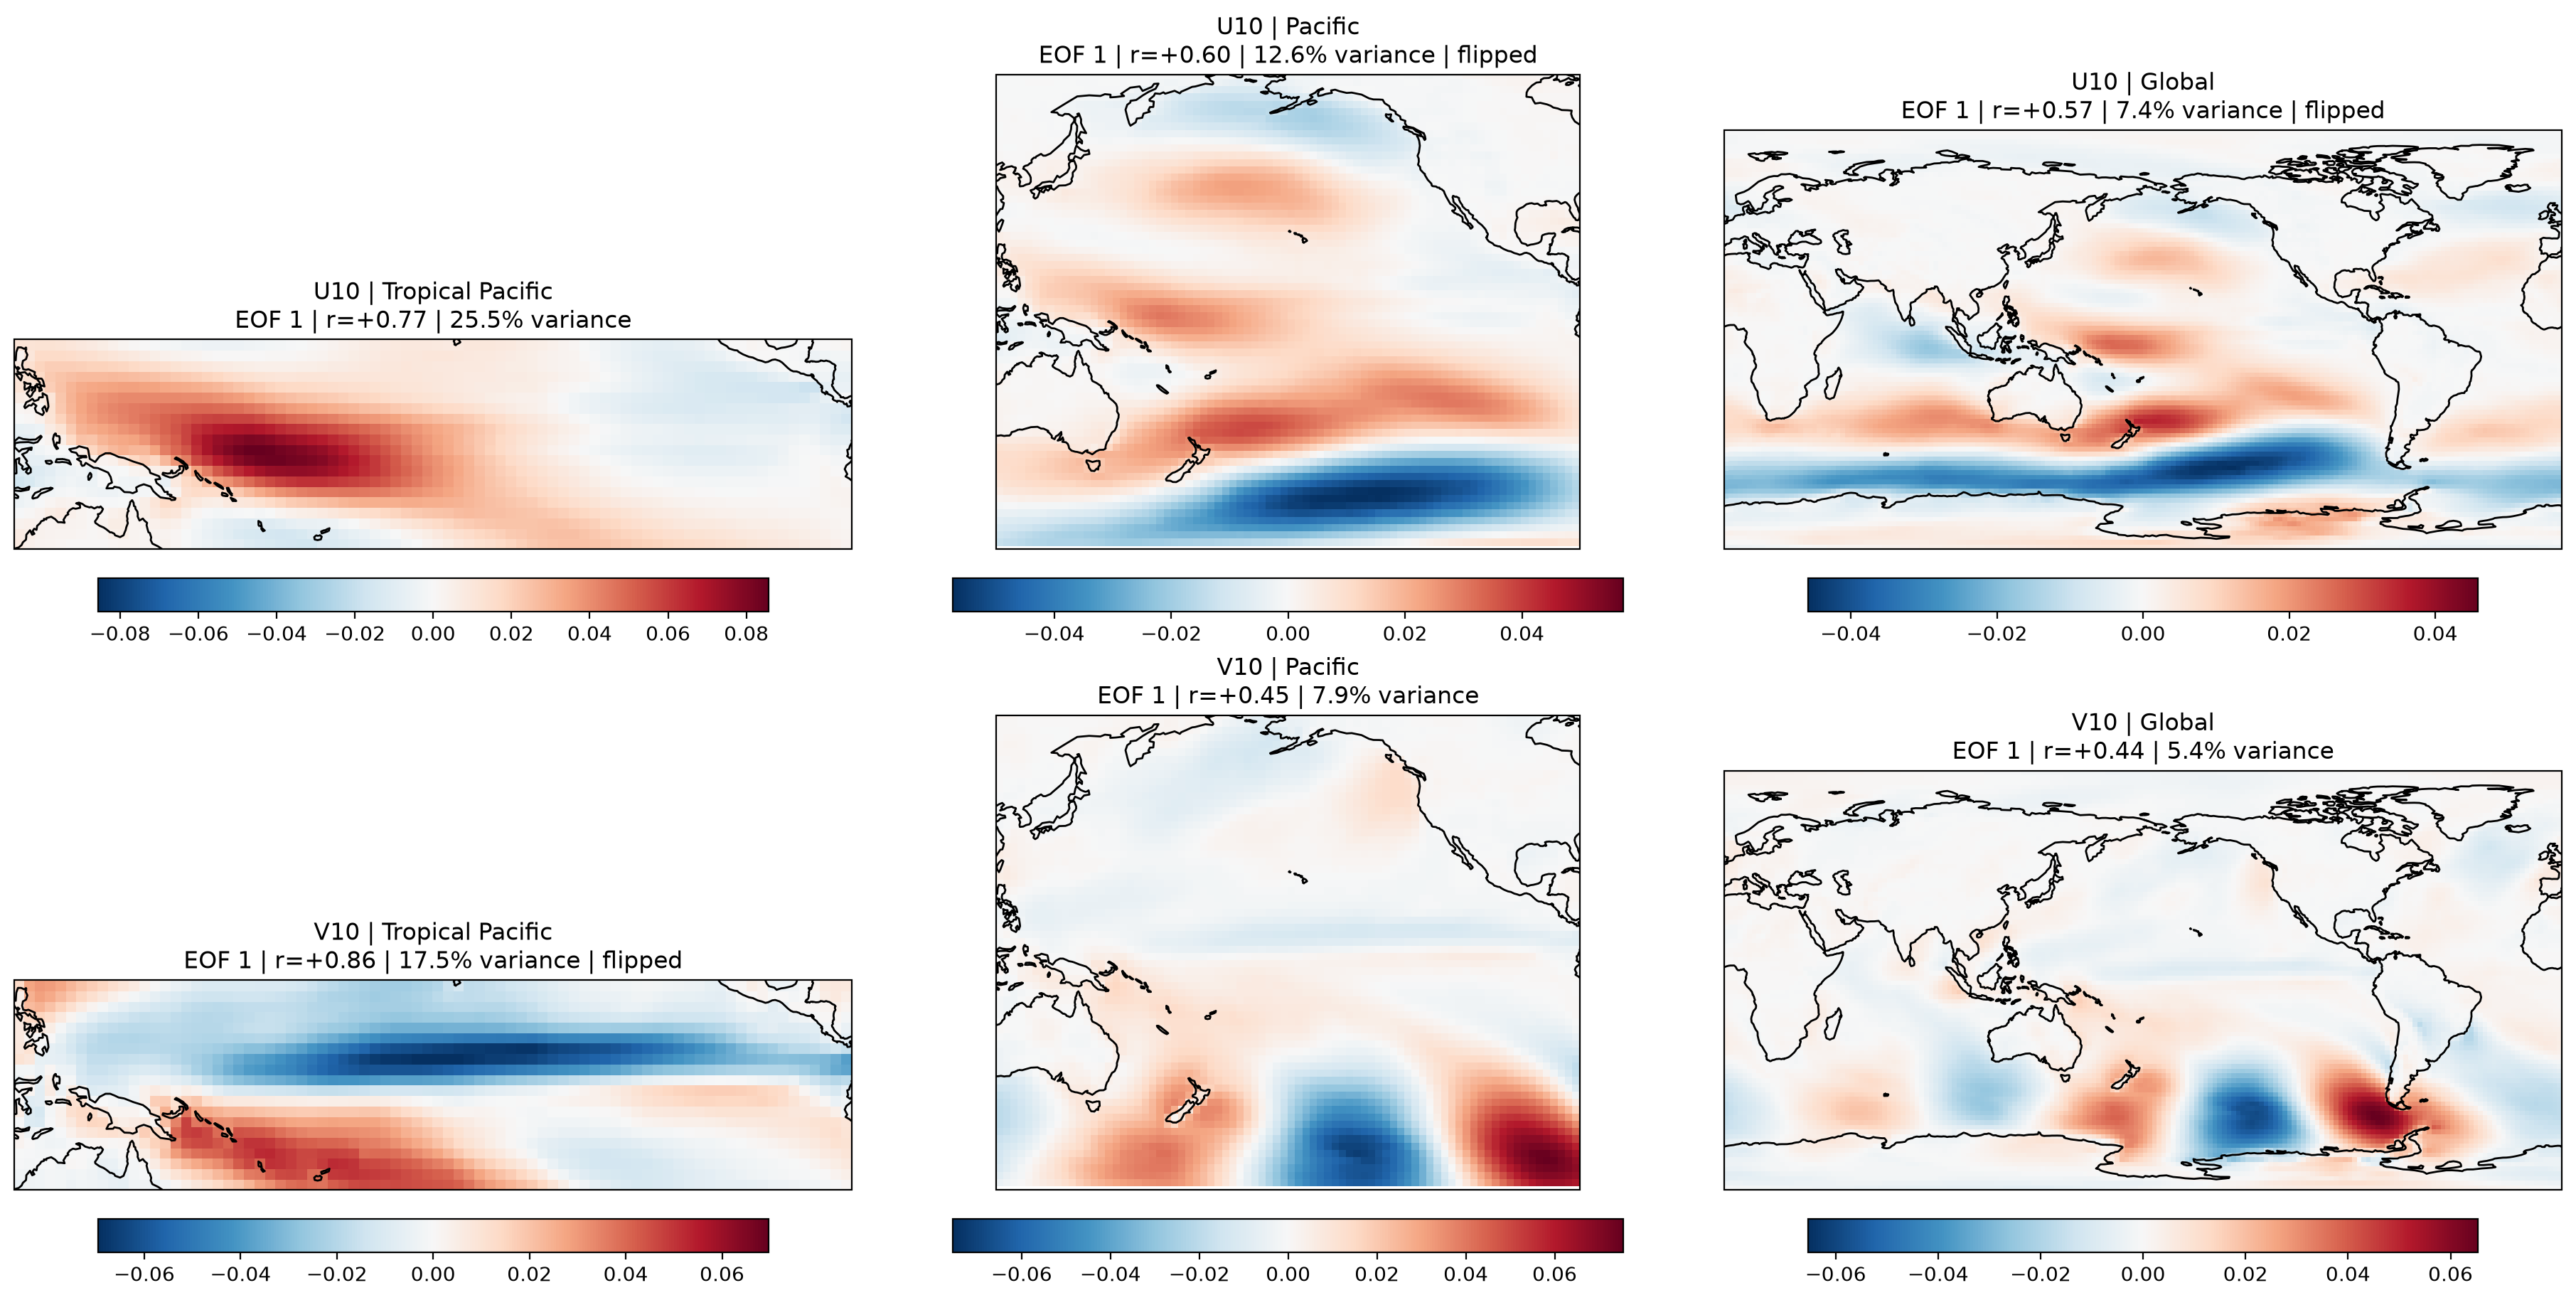 U10 | Tropical Pacific
EOF 1 | r=+0.77 | 25.5% variance
−0.08 −0.06 −0.04 −0.02 0.00 0.02 0.04 0.06 0.08
U10 | Pacific
EOF 1 | r=+0.60 | 12.6% variance | flipped
−0.04 −0.02 0.00 0.02 0.04
U10 | Global
EOF 1 | r=+0.57 | 7.4% variance | flipped
−0.04 −0.02 0.00 0.02 0.04
V10 | Tropical Pacific
EOF 1 | r=+0.86 | 17.5% variance | flipped
−0.06 −0.04 −0.02 0.00 0.02 0.04 0.06
V10 | Pacific
EOF 1 | r=+0.45 | 7.9% variance
−0.06 −0.04 −0.02 0.00 0.02 0.04 0.06
V10 | Global
EOF 1 | r=+0.44 | 5.4% variance
−0.06 −0.04 −0.02 0.00 0.02 0.04 0.06